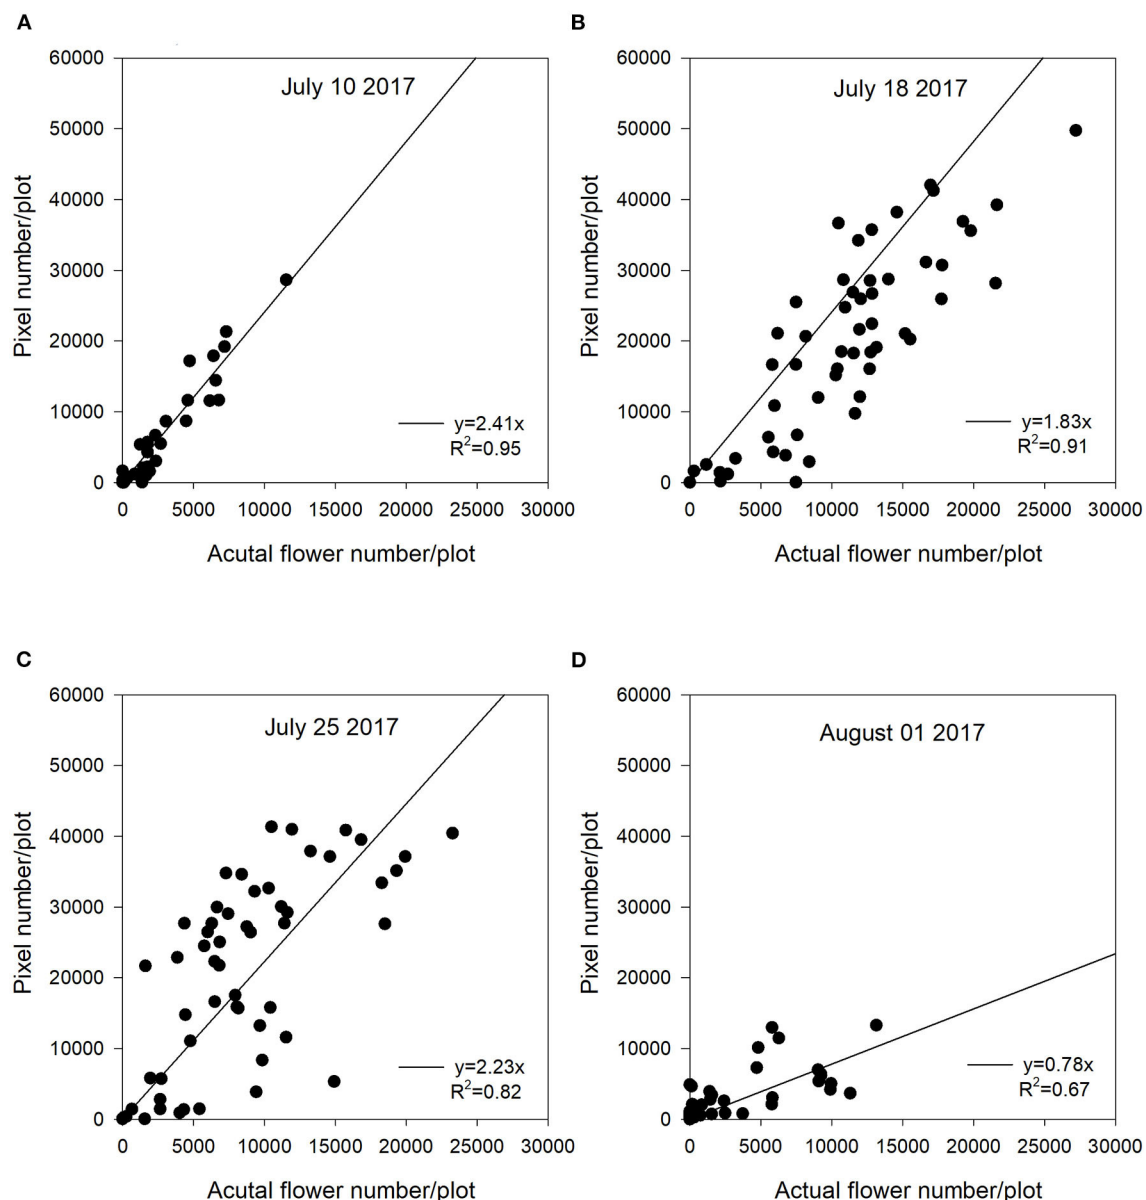 A
60000
50000
40000
30000
20000
10000
0
Pixel number/plot
July 10 2017
y=2.41x
R²=0.95
0 5000 10000 15000 20000 25000 30000
Acutal flower number/plot
B
60000
50000
40000
30000
20000
10000
0
Pixel number/plot
July 18 2017
y=1.83x
R²=0.91
0 5000 10000 15000 20000 25000 30000
Actual flower number/plot
C
60000
50000
40000
30000
20000
10000
0
Pixel number/plot
July 25 2017
y=2.23x
R²=0.82
0 5000 10000 15000 20000 25000 30000
Acutal flower number/plot
D
60000
50000
40000
30000
20000
10000
0
Pixel number/plot
August 01 2017
y=0.78x
R²=0.67
0 5000 10000 15000 20000 25000 30000
Actual flower number/plot